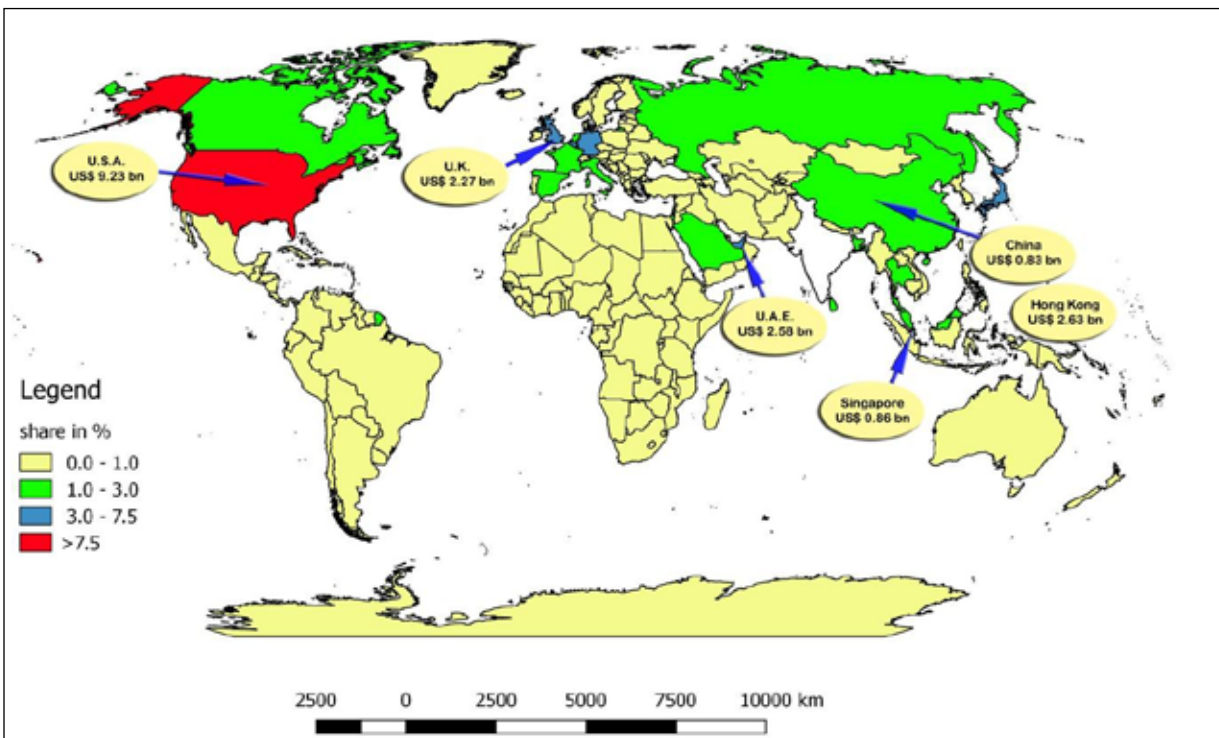 U.S.A.
US$ 9.23 bn
U.K.
US$ 2.27 bn
China
US$ 0.83 bn
U.A.E.
US$ 2.58 bn
Hong Kong
US$ 2.63 bn
Singapore
US$ 0.86 bn
Legend
share in %
0.0 - 1.0
1.0 - 3.0
3.0 - 7.5
>7.5
2500 0 2500 5000 7500 10000 km